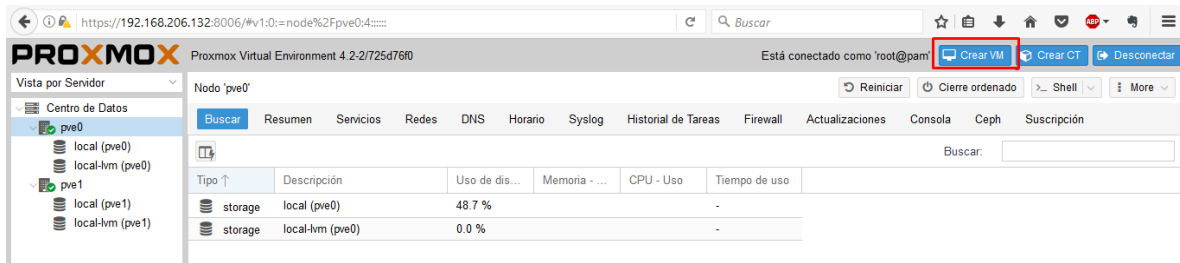 https://192.168.206.132:8006/#v1:0:=node%2Fpve0:4::::::
Buscar
ABP
PROXMOX Proxmox Virtual Environment 4.2-2/725d76f0 Está conectado como 'root@pam' Crear VM Crear CT Desconectar
Vista por Servidor
Nodo 'pve0' Reiniciar Cierre ordenado >_ Shell More
Centro de Datos
pve0
local (pve0)
local-lvm (pve0)
pve1
local (pve1)
local-lvm (pve1)
Buscar Resumen Servicios Redes DNS Horario Syslog Historial de Tareas Firewall Actualizaciones Consola Ceph Suscripción
Buscar:
Tipo ↑ Descripción Uso de dis... Memoria - ... CPU - Uso Tiempo de uso
storage local (pve0) 48.7 % -
storage local-lvm (pve0) 0.0 % -